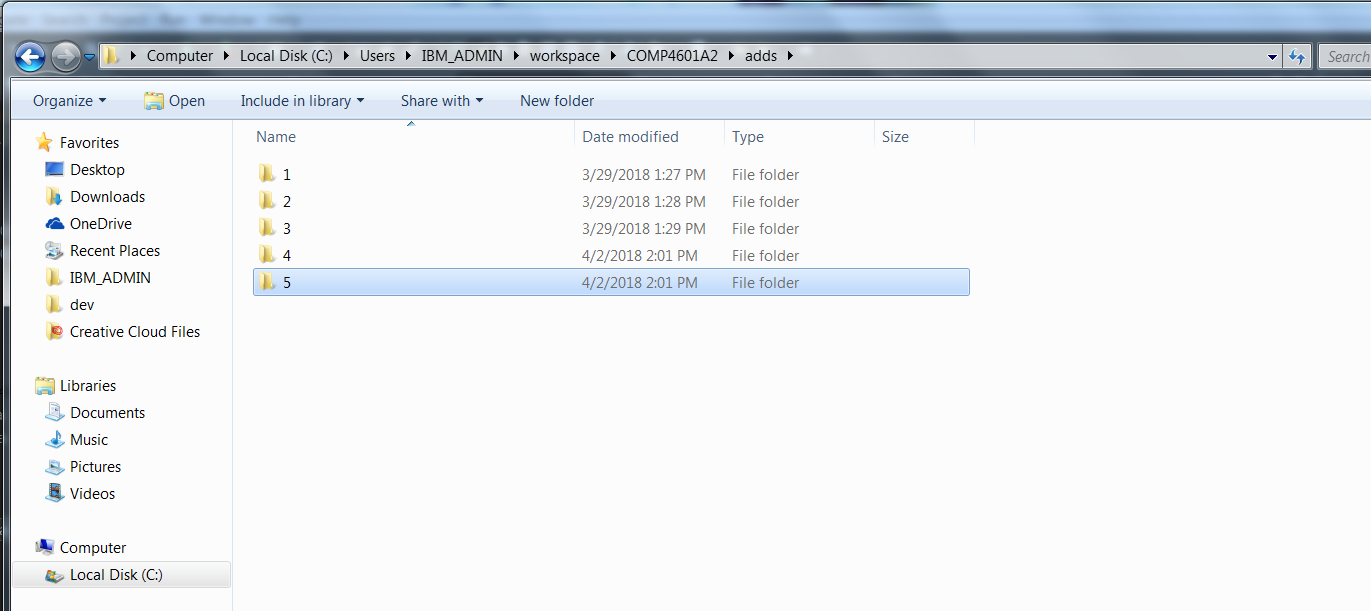 Computer Local Disk (C:) Users IBM_ADMIN workspace COMP4601A2 adds Search
Organize Open Include in library Share with New folder
Favorites
Desktop
Downloads
OneDrive
Recent Places
IBM_ADMIN
dev
Creative Cloud Files
Libraries
Documents
Music
Pictures
Videos
Computer
Local Disk (C:)
Name Date modified Type Size
1 3/29/2018 1:27 PM File folder
2 3/29/2018 1:28 PM File folder
3 3/29/2018 1:29 PM File folder
4 4/2/2018 2:01 PM File folder
5 4/2/2018 2:01 PM File folder